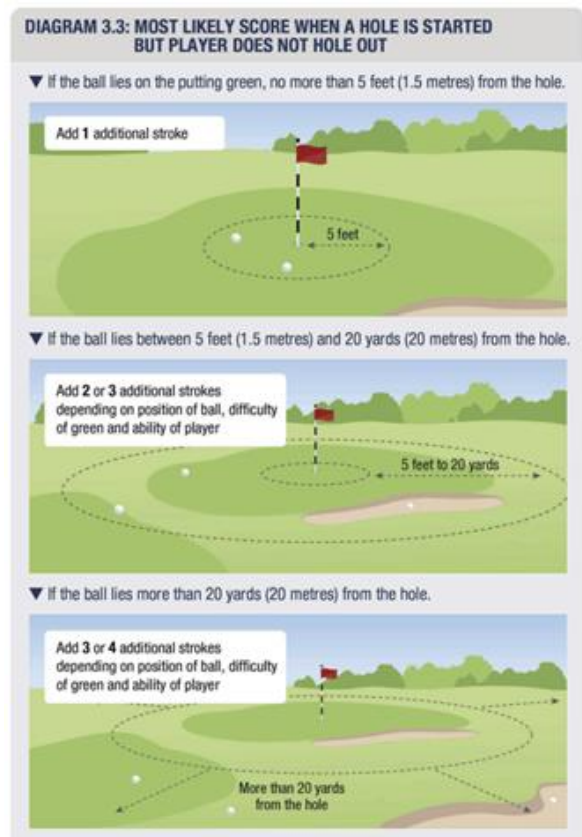 DIAGRAM 3.3: MOST LIKELY SCORE WHEN A HOLE IS STARTED
BUT PLAYER DOES NOT HOLE OUT
▼ If the ball lies on the putting green, no more than 5 feet (1.5 metres) from the hole.
Add 1 additional stroke
5 feet
▼ If the ball lies between 5 feet (1.5 metres) and 20 yards (20 metres) from the hole.
Add 2 or 3 additional strokes
depending on position of ball, difficulty
of green and ability of player
5 feet to 20 yards
▼ If the ball lies more than 20 yards (20 metres) from the hole.
Add 3 or 4 additional strokes
depending on position of ball, difficulty
of green and ability of player
More than 20 yards
from the hole